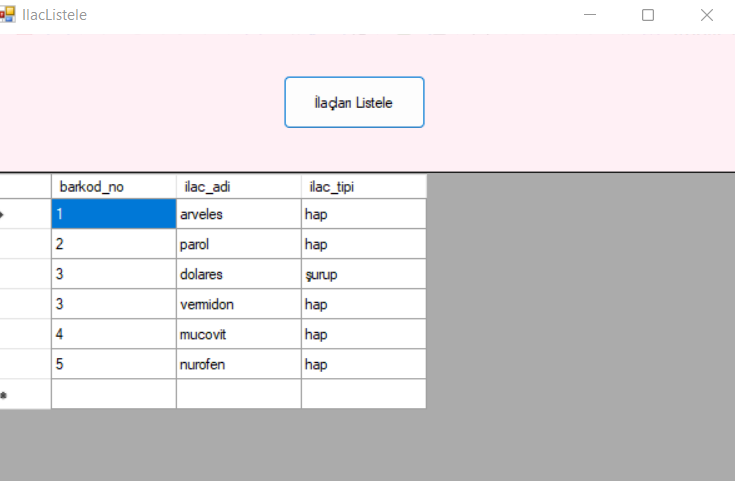 IlacListele
İlaçları Listele
barkod_no ilac_adi ilac_tipi
1 arveles hap
2 parol hap
3 dolares şurup
3 vermidon hap
4 mucovit hap
5 nurofen hap